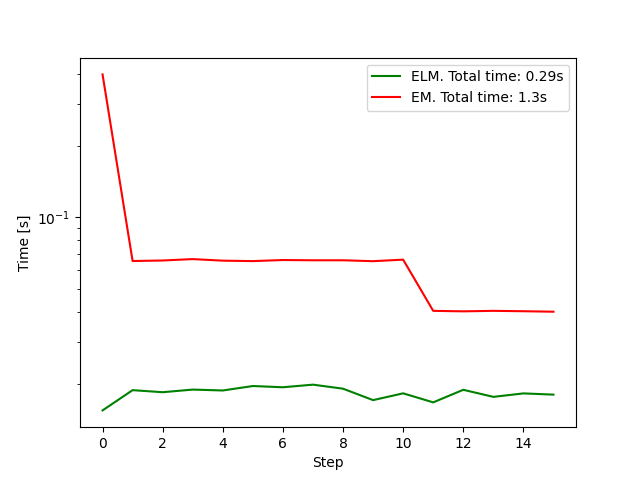 ELM. Total time: 0.29s
EM. Total time: 1.3s
Time [s]
10⁻¹
0 2 4 6 8 10 12 14
Step